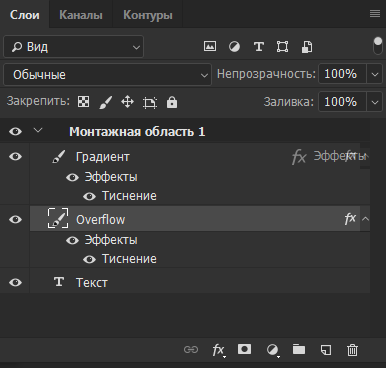 Слои Каналы Контуры
Вид
Обычные Непрозрачность: 100%
Закрепить: Заливка: 100%
Монтажная область 1
Градиент fx Эффекты fx
Эффекты
Тиснение
Overflow fx
Эффекты
Тиснение
T Текст
fx